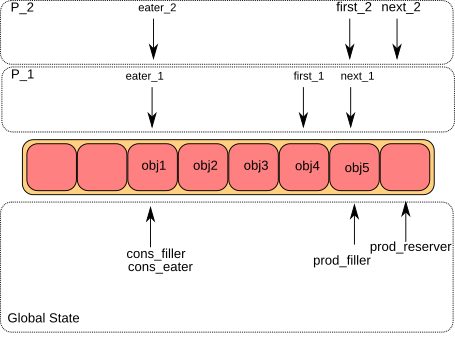 P_2
eater_2
first_2
next_2
P_1
eater_1
first_1
next_1
obj1
obj2
obj3
obj4
obj5
cons_filler
cons_eater
prod_filler
prod_reserver
Global State